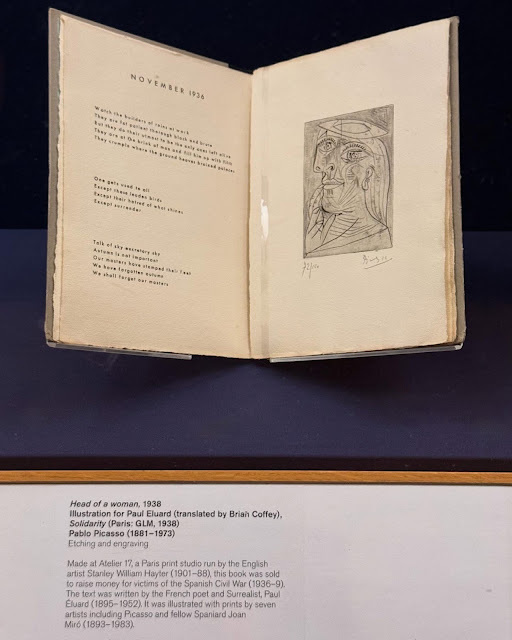 NOVEMBER 1936
Watch the builders of ruins at work
They are fat patient thorough black and brute
But they do their utmost to be the only ones left alive
They are at the brink of man and fill him up with filth
They crumple where the ground heaves brained palaces
One gets used to all
Except these leaden birds
Except their hatred of what shines
Except surrender
Talk of sky secretary sky
Autumn is not important
Our masters have stamped their feet
We have forgotten autumn
We shall forget our masters
Head of a woman, 1938
Illustration for Paul Eluard (translated by Brian Coffey),
Solidarity (Paris: GLM, 1938)
Pablo Picasso (1881–1973)
Etching and engraving
Made at Atelier 17, a Paris print studio run by the English
artist Stanley William Hayter (1901–88), this book was sold
to raise money for victims of the Spanish Civil War (1936–9).
The text was written by the French poet and Surrealist, Paul
Éluard (1895–1952). It was illustrated with prints by seven
artists including Picasso and fellow Spaniard Joan
Miró (1893–1983).